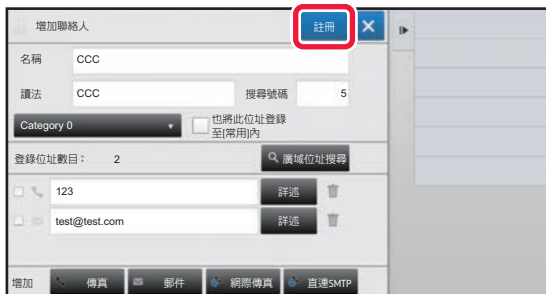 增加聯絡人 註冊
名稱 CCC
讀法 CCC 搜尋號碼 5
Category 0 也將此位址登錄
至[常用]內
登錄位址數目： 2 廣域位址搜尋
123 詳述
test@test.com 詳述
增加 傳真 郵件 網際傳真 直連SMTP